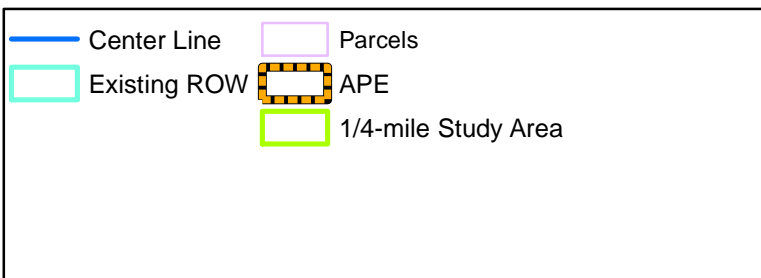 Center Line
Parcels
Existing ROW
APE
1/4-mile Study Area